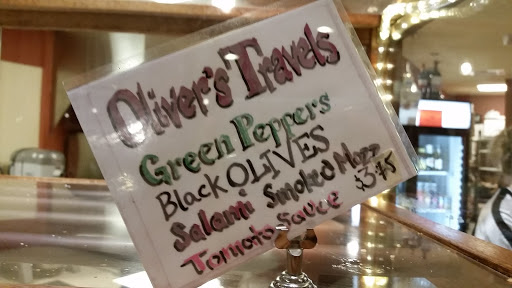 Oliver's Travels
Green Peppers
Black OLIVES
Salami Smoked Mozz
Tomato Sauce $3.75